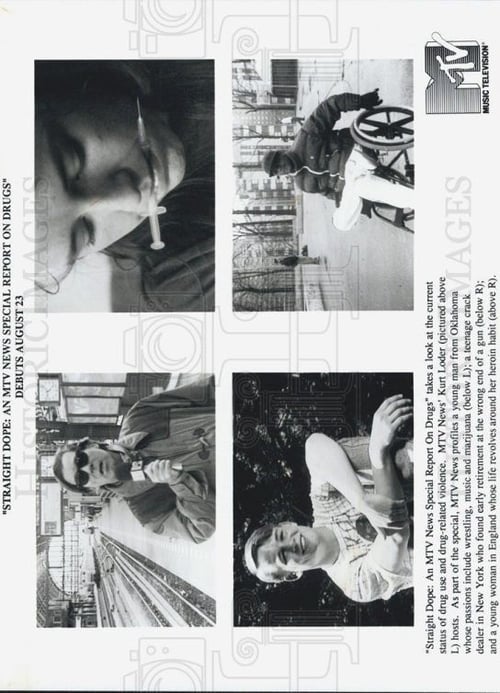 "STRAIGHT DOPE: AN MTV NEWS SPECIAL REPORT ON DRUGS"
DEBUTS AUGUST 23
MTV
MUSIC TELEVISION®
"Straight Dope: An MTV News Special Report On Drugs" takes a look at the current
status of drug use and drug-related violence. MTV News' Kurt Loder (pictured above
L) hosts. As part of the special, MTV News profiles a young man from Oklahoma
whose passions include wrestling, music and marijuana (below L); a teenage crack
dealer in New York who found early retirement at the wrong end of a gun (below R);
and a young woman in England whose life revolves around her heroin habit (above R).
HISTORIC IMAGES
HISTORIC IMAGES